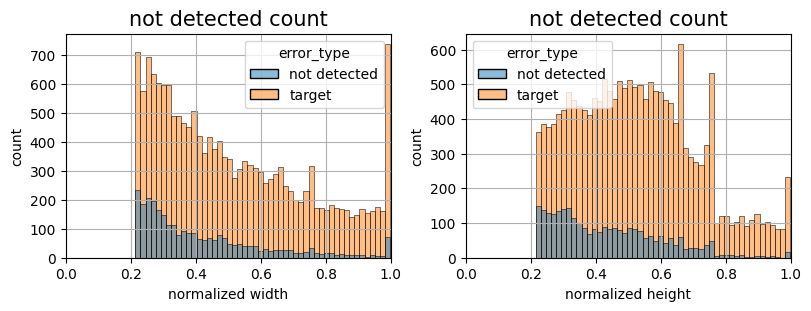 not detected count
error_type
not detected
target
count
0
100
200
300
400
500
600
700
0.0
0.2
0.4
0.6
0.8
1.0
normalized width
not detected count
error_type
not detected
target
count
0
100
200
300
400
500
600
0.0
0.2
0.4
0.6
0.8
1.0
normalized height